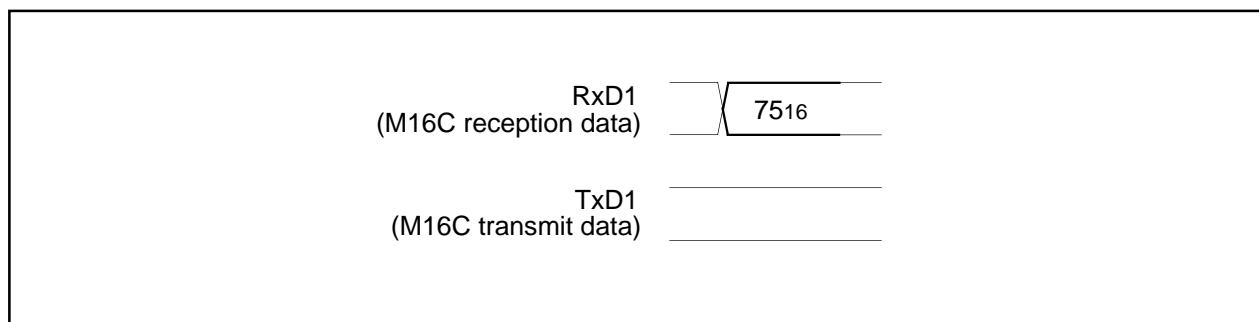 RxD1
(M16C reception data)
7516
TxD1
(M16C transmit data)